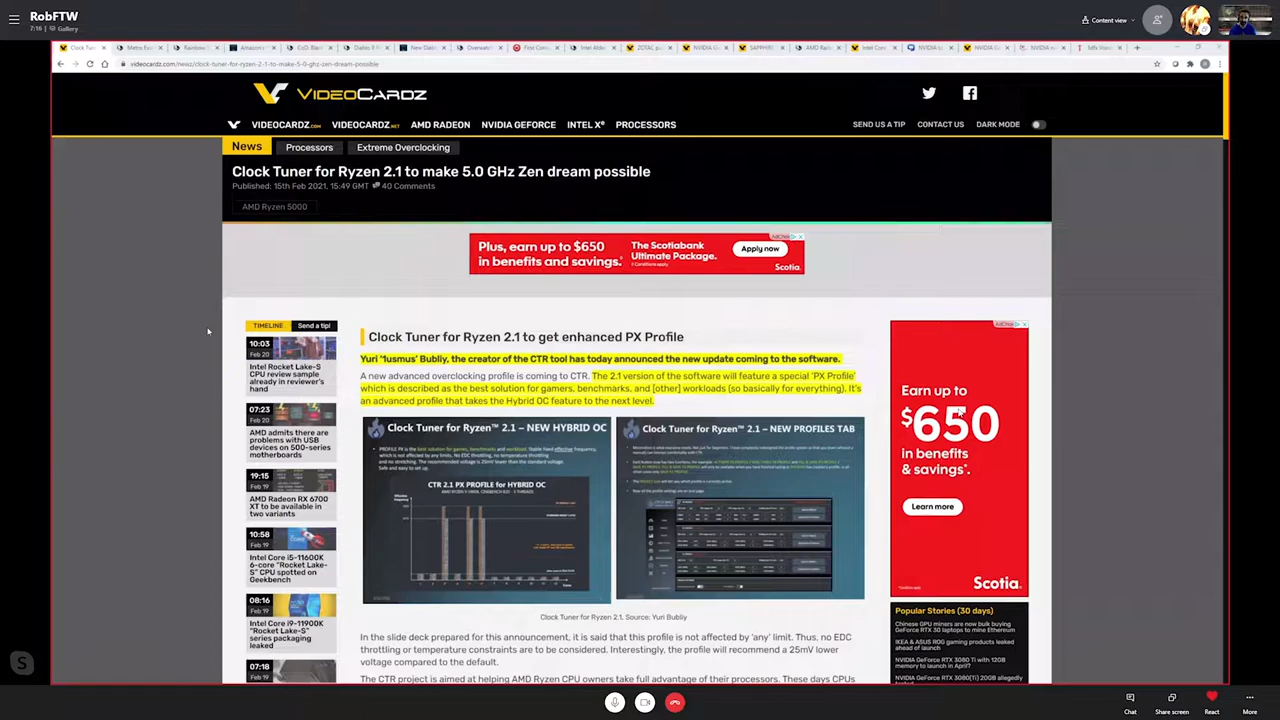 RobFTW
7:16 | Gallery
Content view
videocardz.com/newz/clock-tuner-for-ryzen-2-1-to-make-5-0-ghz-zen-dream-possible
VIDEOCARDZ
VIDEOCARDZ.COM VIDEOCARDZ.NET AMD RADEON NVIDIA GEFORCE INTEL Xe PROCESSORS
SEND US A TIP CONTACT US DARK MODE
News Processors Extreme Overclocking
Clock Tuner for Ryzen 2.1 to make 5.0 GHz Zen dream possible
Published: 15th Feb 2021, 15:49 GMT 40 Comments
AMD Ryzen 5000
Plus, earn up to $650
in benefits and savings.
The Scotiabank
Ultimate Package.
Conditions apply
Apply now
AdChoices
Scotia.
TIMELINE Send a tip!
10:03
Feb 20
Intel Rocket Lake-S
CPU review sample
already in reviewer's
hand
07:23
Feb 20
AMD admits there are
problems with USB
devices on 500-series
motherboards
19:15
Feb 19
AMD Radeon RX 6700
XT to be available in
two variants
10:58
Feb 19
Intel Core i5-11600K
6-core "Rocket Lake-
S" CPU spotted on
Geekbench
08:16
Feb 19
Intel Core i9-11900K
"Rocket Lake-S"
series packaging
leaked
07:18
Feb 19
Clock Tuner for Ryzen 2.1 to get enhanced PX Profile
Yuri '1usmus' Bubliy, the creator of the CTR tool has today announced the new update coming to the software.
A new advanced overclocking profile is coming to CTR. The 2.1 version of the software will feature a special 'PX Profile'
which is described as the best solution for gamers, benchmarks, and [other] workloads (so basically for everything). It's
an advanced profile that takes the Hybrid OC feature to the next level.
Clock Tuner for Ryzen™ 2.1 – NEW HYBRID OC
CTR 2.1 PX PROFILE for HYBRID OC
Clock Tuner for Ryzen™ 2.1 – NEW PROFILES TAB
Clock Tuner for Ryzen 2.1. Source: Yuri Bubliy
In the slide deck prepared for this announcement, it is said that this profile is not affected by 'any' limit. Thus, no EDC
throttling or temperature constraints are to be considered. Interestingly, the profile will recommend a 25mV lower
voltage compared to the default.
The CTR project is aimed at helping AMD Ryzen CPU owners take full advantage of their processors. These days CPUs
AdChoices
Earn up to
$650
in benefits
& savings*.
Learn more
Scotia.
Popular Stories (30 days)
Chinese GPU miners are now bulk buying
GeForce RTX 30 laptops to mine Ethereum
IKEA & ASUS ROG gaming products leaked
ahead of launch
NVIDIA GeForce RTX 3080 Ti with 12GB
memory to launch in April?
NVIDIA GeForce RTX 3080(Ti) 20GB allegedly
Chat Share screen React More